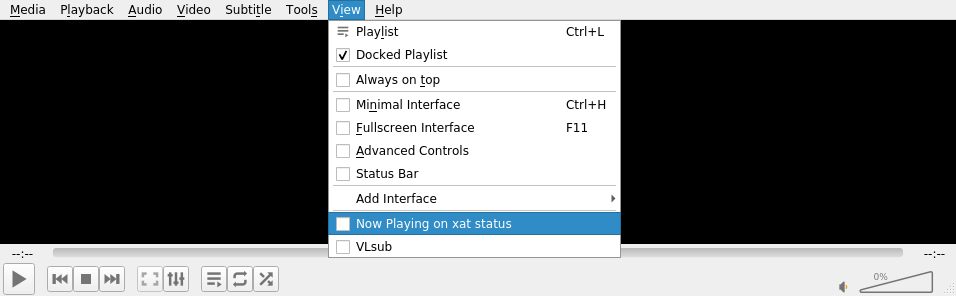 Media Playback Audio Video Subtitle Tools View Help
Playlist Ctrl+L
Docked Playlist
Always on top
Minimal Interface Ctrl+H
Fullscreen Interface F11
Advanced Controls
Status Bar
Add Interface
Now Playing on xat status
VLsub
--:-- --:--
0%